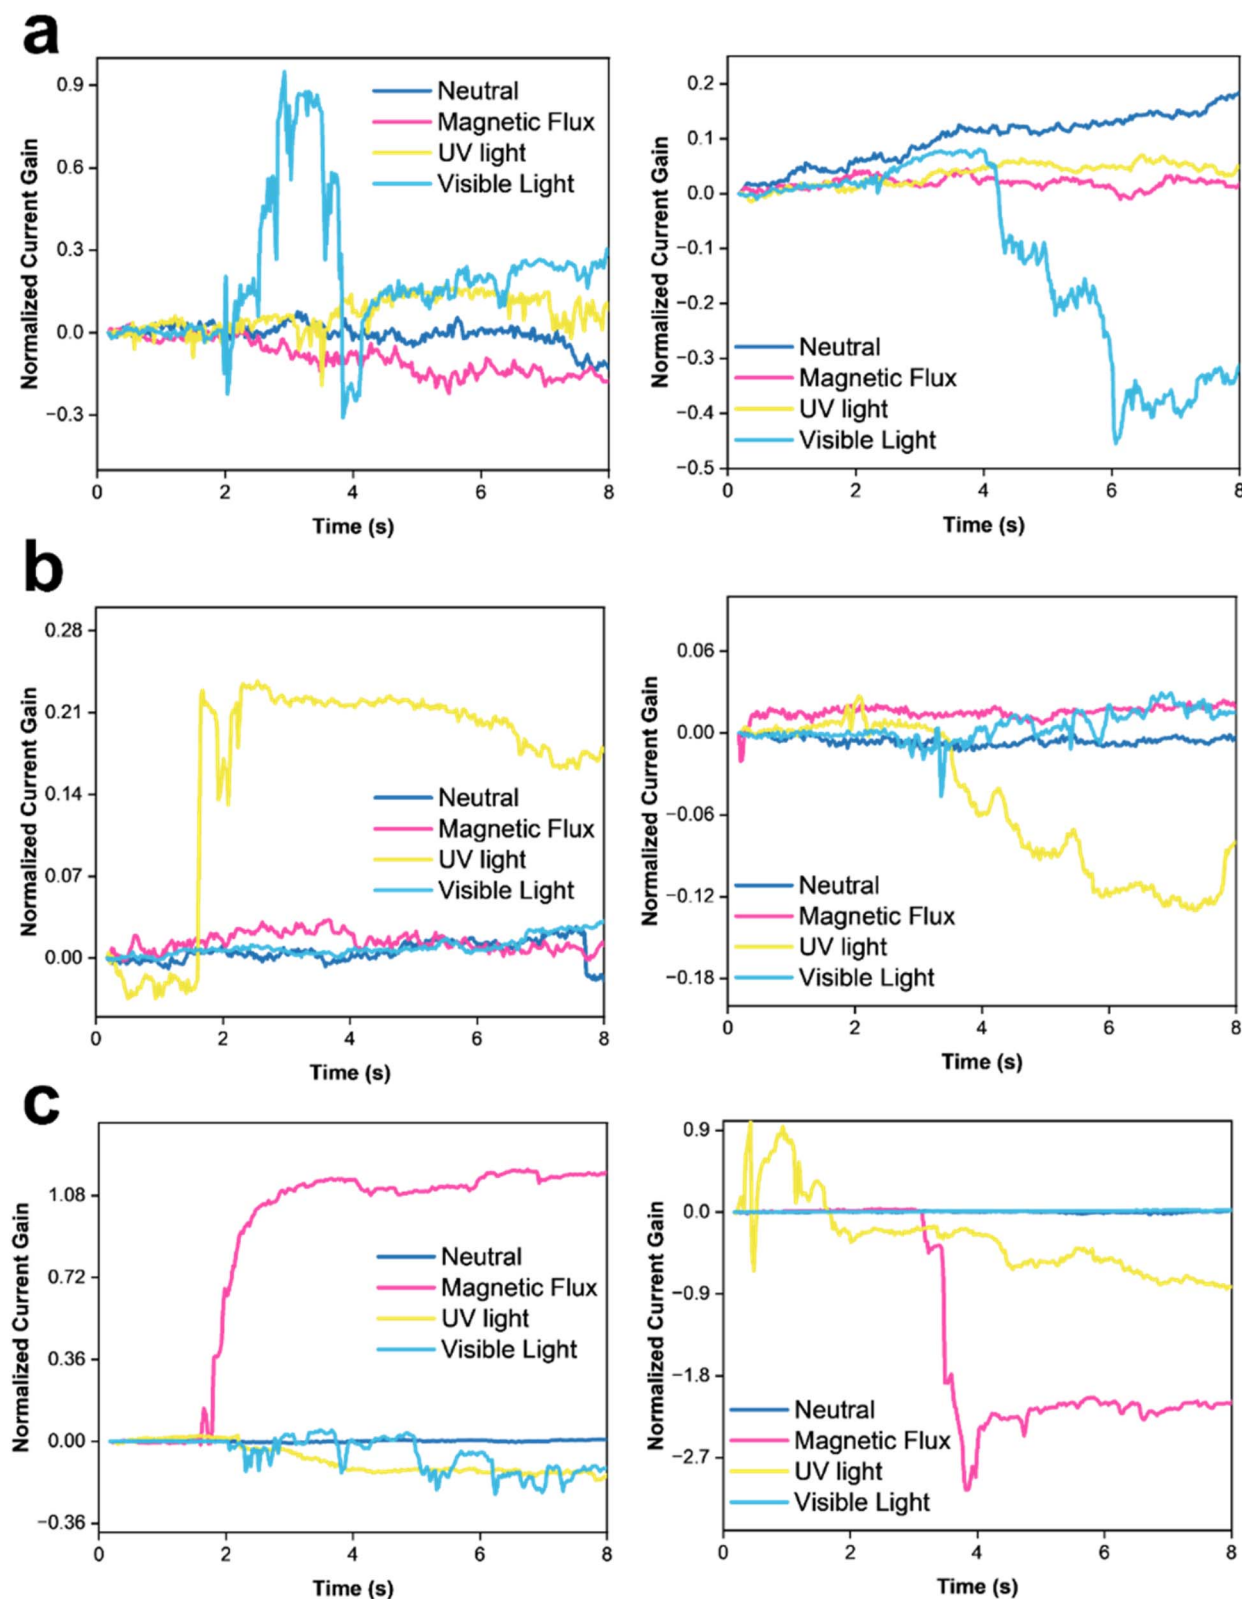 a
Normalized Current Gain
0.9
0.6
0.3
0.0
−0.3
Neutral
Magnetic Flux
UV light
Visible Light
0 2 4 6 8
Time (s)
Normalized Current Gain
0.2
0.1
0.0
−0.1
−0.2
−0.3
−0.4
−0.5
Neutral
Magnetic Flux
UV light
Visible Light
0 2 4 6 8
Time (s)
b
Normalized Current Gain
0.28
0.21
0.14
0.07
0.00
Neutral
Magnetic Flux
UV light
Visible Light
0 2 4 6 8
Time (s)
Normalized Current Gain
0.06
0.00
−0.06
−0.12
−0.18
Neutral
Magnetic Flux
UV light
Visible Light
0 2 4 6 8
Time (s)
c
Normalized Current Gain
1.08
0.72
0.36
0.00
−0.36
Neutral
Magnetic Flux
UV light
Visible Light
0 2 4 6 8
Time (s)
Normalized Current Gain
0.9
0.0
−0.9
−1.8
−2.7
Neutral
Magnetic Flux
UV light
Visible Light
0 2 4 6 8
Time (s)